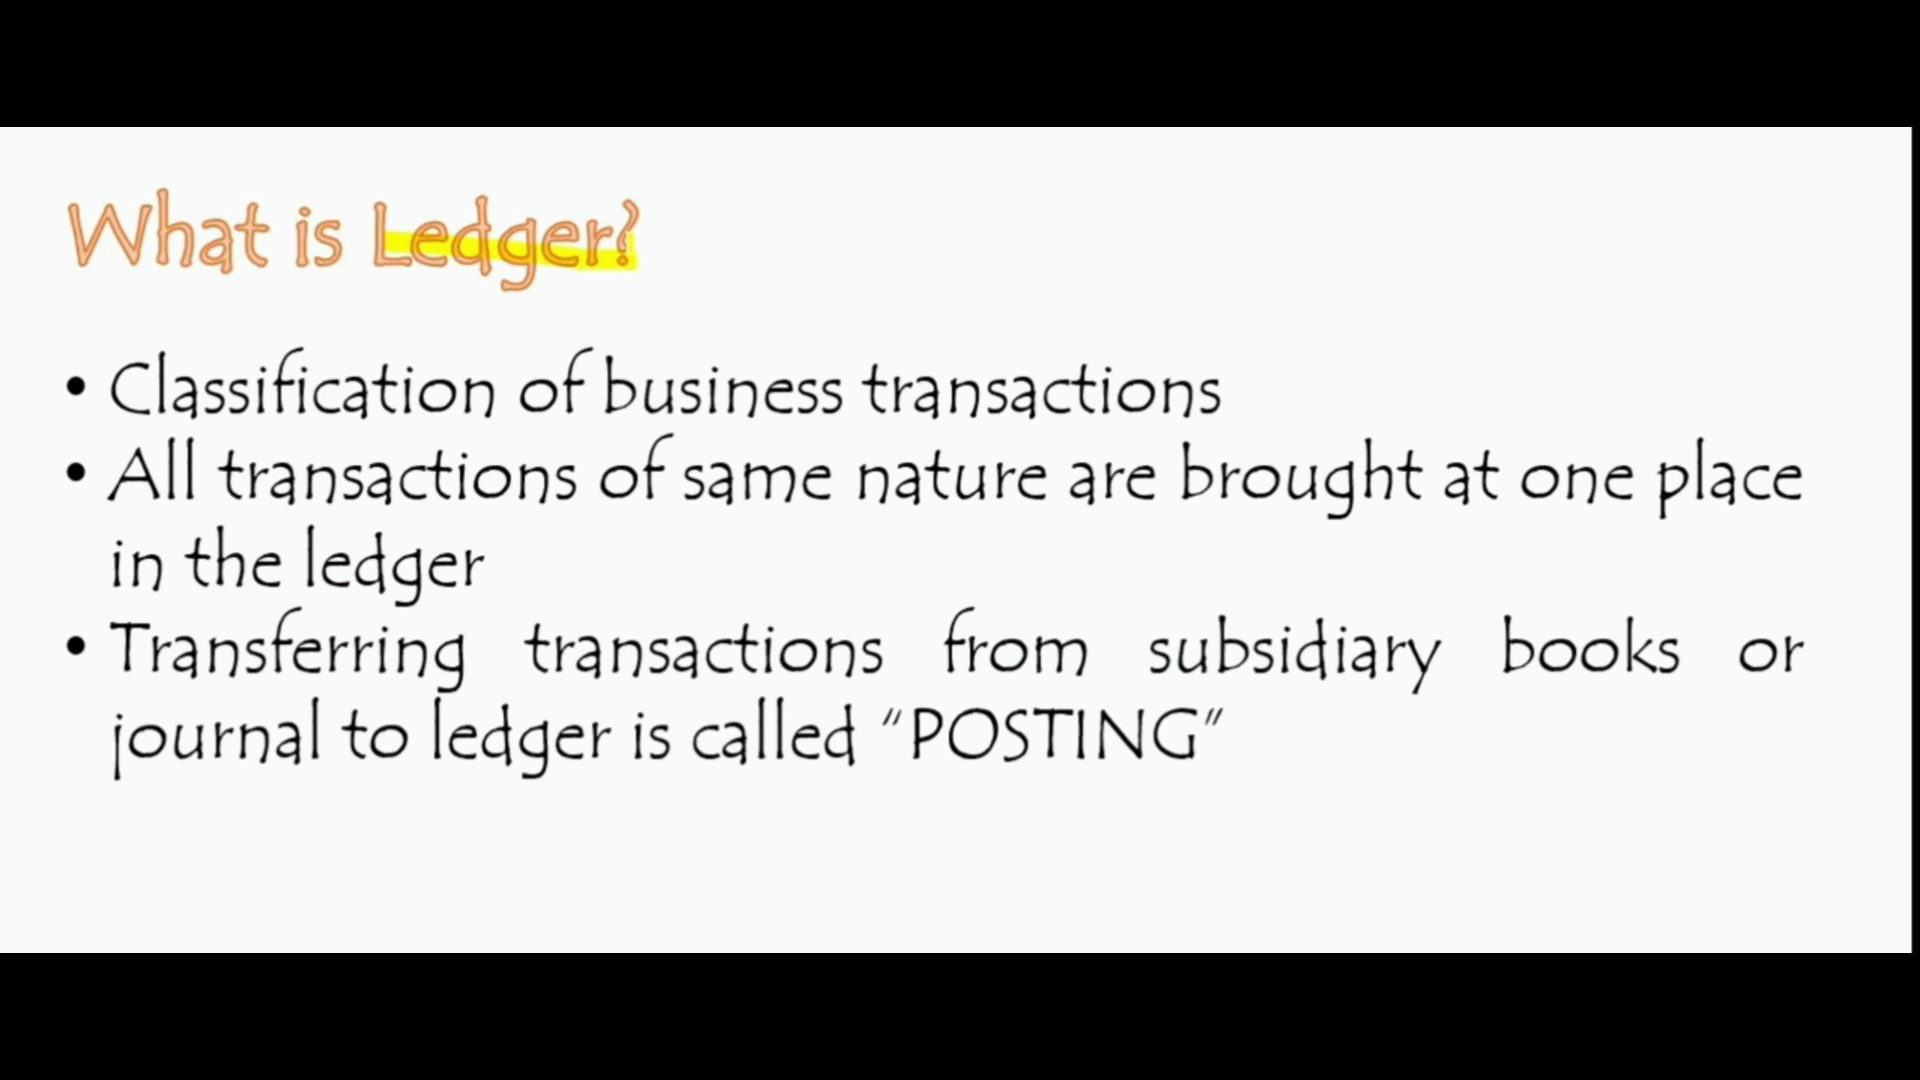 What is Ledger?
• Classification of business transactions
• All transactions of same nature are brought at one place
in the ledger
• Transferring transactions from subsidiary books or
journal to ledger is called “POSTING”